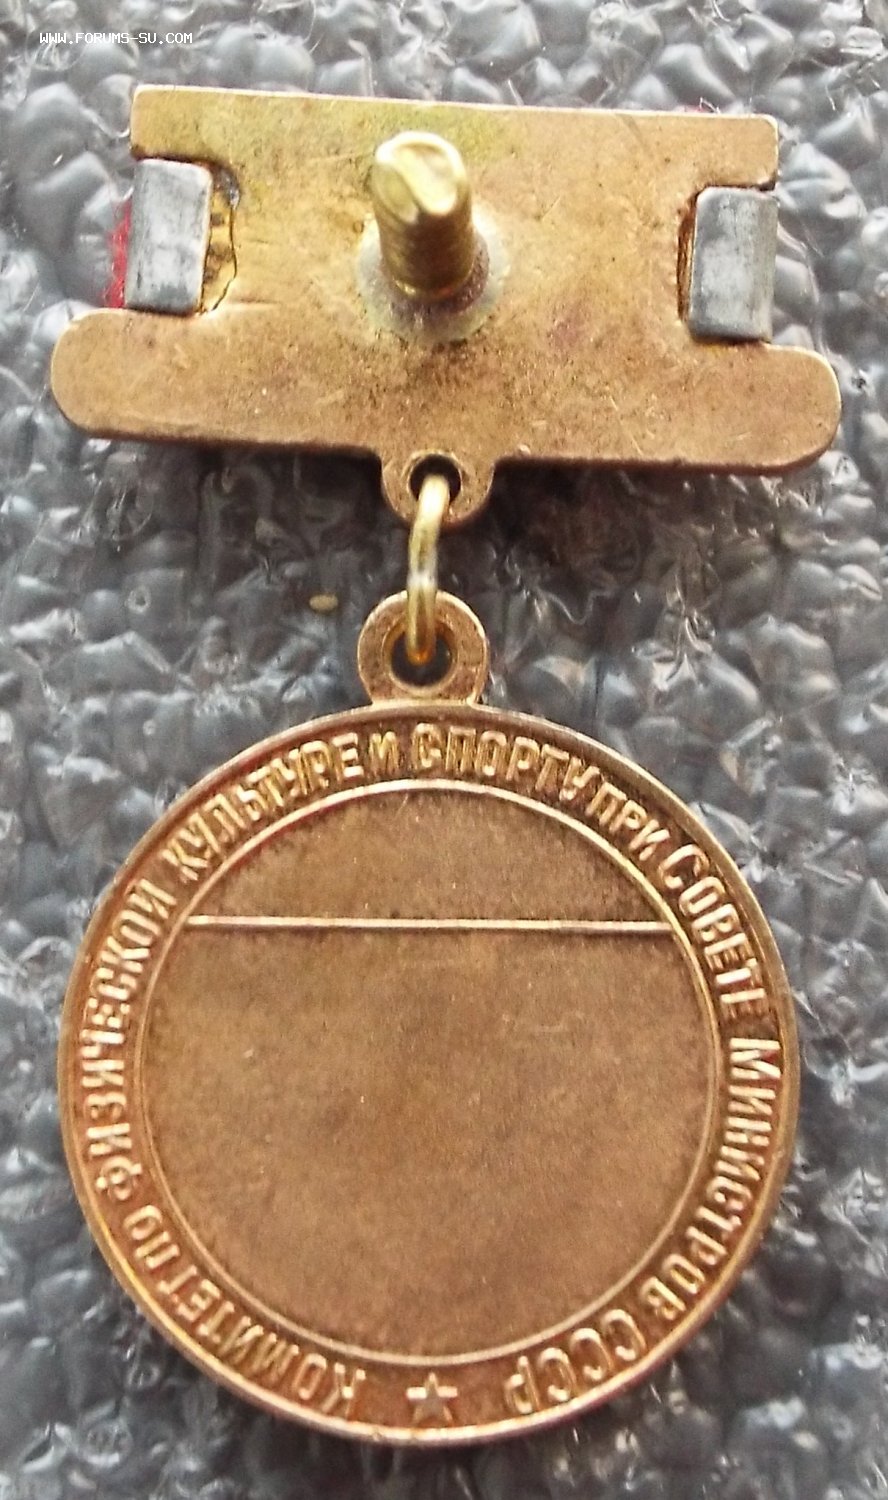 WWW.FORUMS-SU.COM
КОМИТЕТ ПО ФИЗИЧЕСКОЙ КУЛЬТУРЕ И СПОРТУ ПРИ СОВЕТЕ МИНИСТРОВ СССР